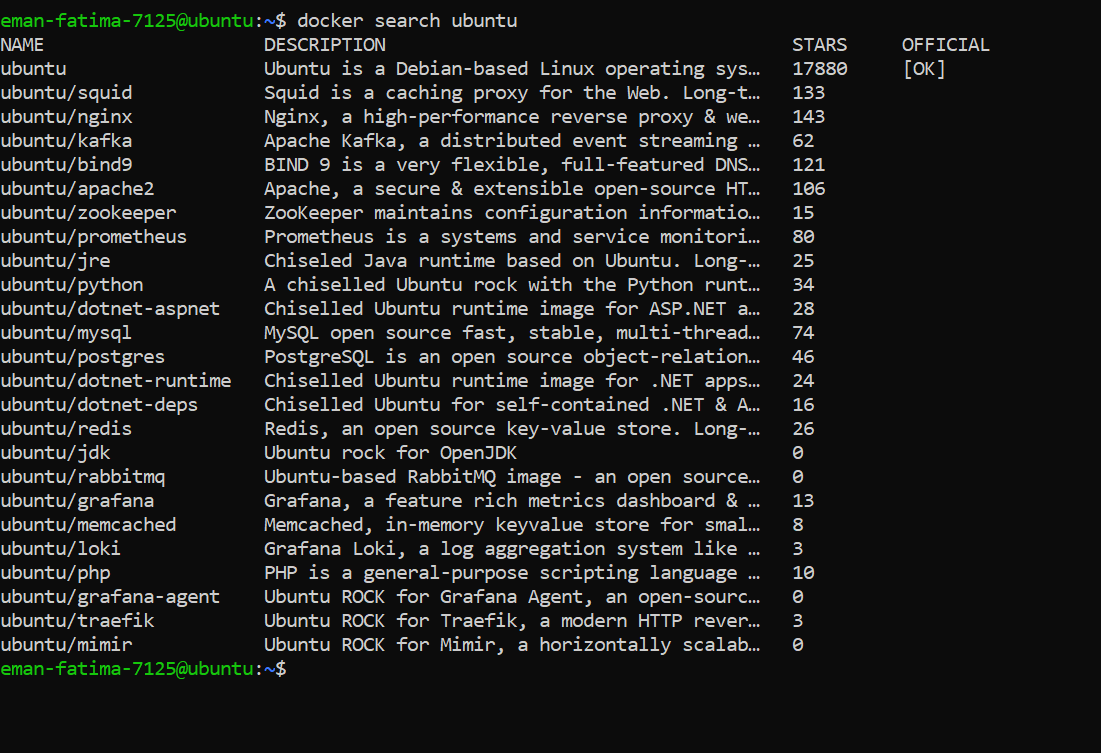 eman-fatima-7125@ubuntu:~$ docker search ubuntu
NAME                    DESCRIPTION                                     STARS     OFFICIAL
ubuntu                  Ubuntu is a Debian-based Linux operating sys…   17880     [OK]
ubuntu/squid            Squid is a caching proxy for the Web. Long-t…   133
ubuntu/nginx            Nginx, a high-performance reverse proxy & we…   143
ubuntu/kafka            Apache Kafka, a distributed event streaming …   62
ubuntu/bind9            BIND 9 is a very flexible, full-featured DNS…   121
ubuntu/apache2          Apache, a secure & extensible open-source HT…   106
ubuntu/zookeeper        ZooKeeper maintains configuration informatio…   15
ubuntu/prometheus       Prometheus is a systems and service monitori…   80
ubuntu/jre              Chiseled Java runtime based on Ubuntu. Long-…   25
ubuntu/python           A chiselled Ubuntu rock with the Python runt…   34
ubuntu/dotnet-aspnet    Chiselled Ubuntu runtime image for ASP.NET a…   28
ubuntu/mysql            MySQL open source fast, stable, multi-thread…   74
ubuntu/postgres         PostgreSQL is an open source object-relation…   46
ubuntu/dotnet-runtime   Chiselled Ubuntu runtime image for .NET apps…   24
ubuntu/dotnet-deps      Chiselled Ubuntu for self-contained .NET & A…   16
ubuntu/redis            Redis, an open source key-value store. Long-…   26
ubuntu/jdk              Ubuntu rock for OpenJDK                         0
ubuntu/rabbitmq         Ubuntu-based RabbitMQ image - an open source…   0
ubuntu/grafana          Grafana, a feature rich metrics dashboard & …   13
ubuntu/memcached        Memcached, in-memory keyvalue store for smal…   8
ubuntu/loki             Grafana Loki, a log aggregation system like …   3
ubuntu/php              PHP is a general-purpose scripting language …   10
ubuntu/grafana-agent    Ubuntu ROCK for Grafana Agent, an open-sourc…   0
ubuntu/traefik          Ubuntu ROCK for Traefik, a modern HTTP rever…   3
ubuntu/mimir            Ubuntu ROCK for Mimir, a horizontally scalab…   0
eman-fatima-7125@ubuntu:~$